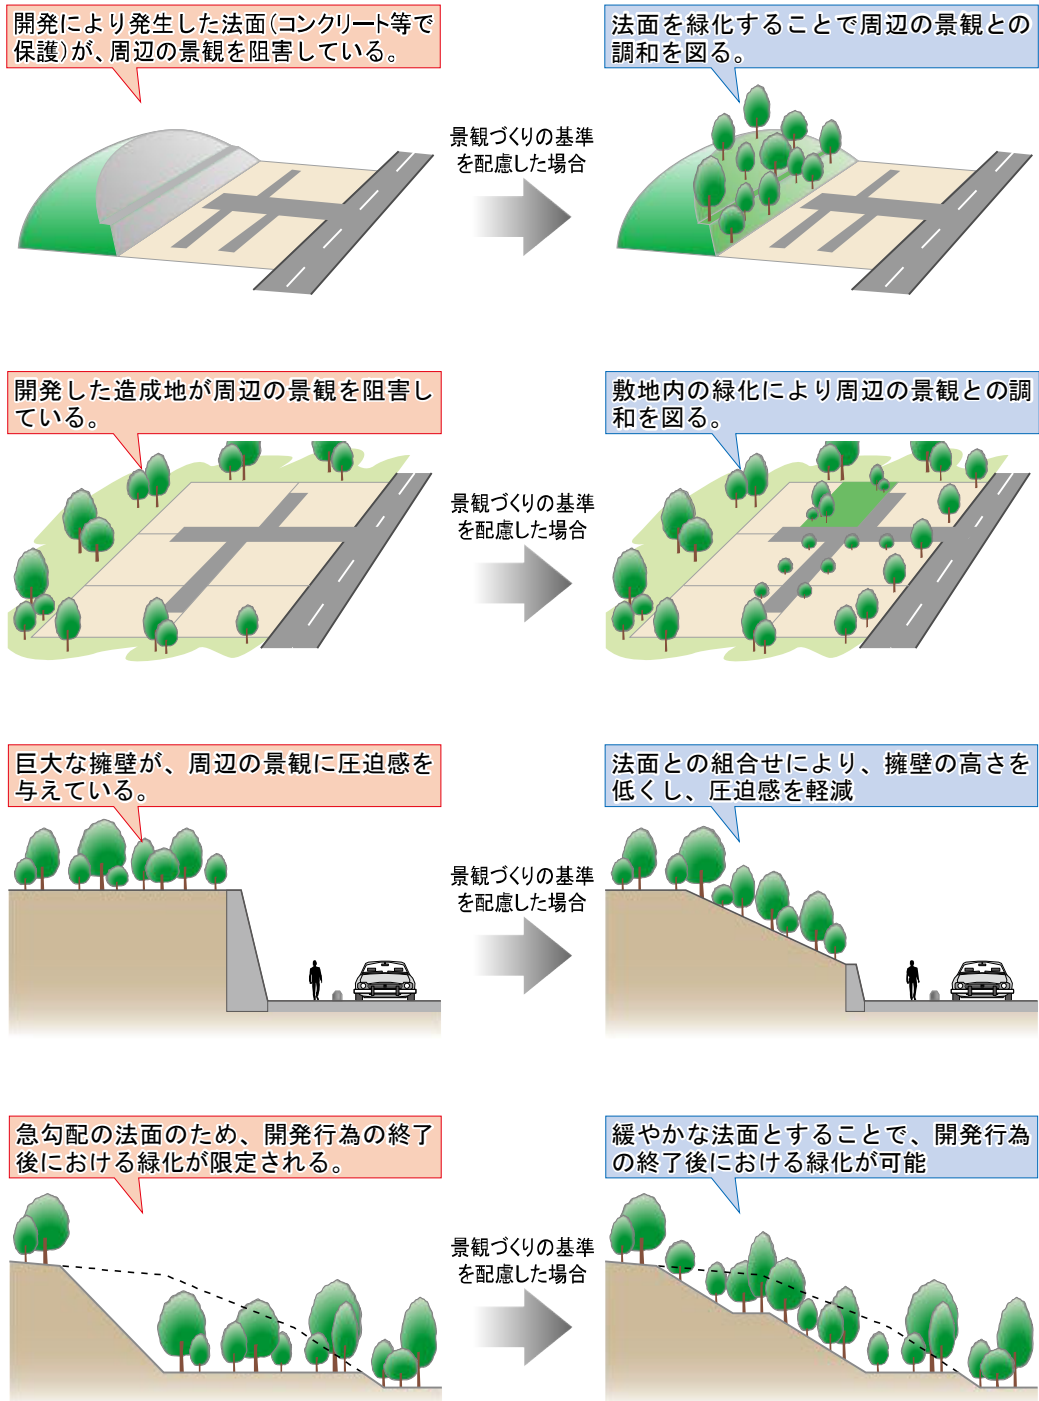 開発により発生した法面(コンクリート等で
保護)が、周辺の景観を阻害している。
法面を緑化することで周辺の景観との
調和を図る。
景観づくりの基準
を配慮した場合
開発した造成地が周辺の景観を阻害し
ている。
敷地内の緑化により周辺の景観との調
和を図る。
景観づくりの基準
を配慮した場合
巨大な擁壁が、周辺の景観に圧迫感を
与えている。
法面との組合せにより、擁壁の高さを
低くし、圧迫感を軽減
景観づくりの基準
を配慮した場合
急勾配の法面のため、開発行為の終了
後における緑化が限定される。
緩やかな法面とすることで、開発行為
の終了後における緑化が可能
景観づくりの基準
を配慮した場合